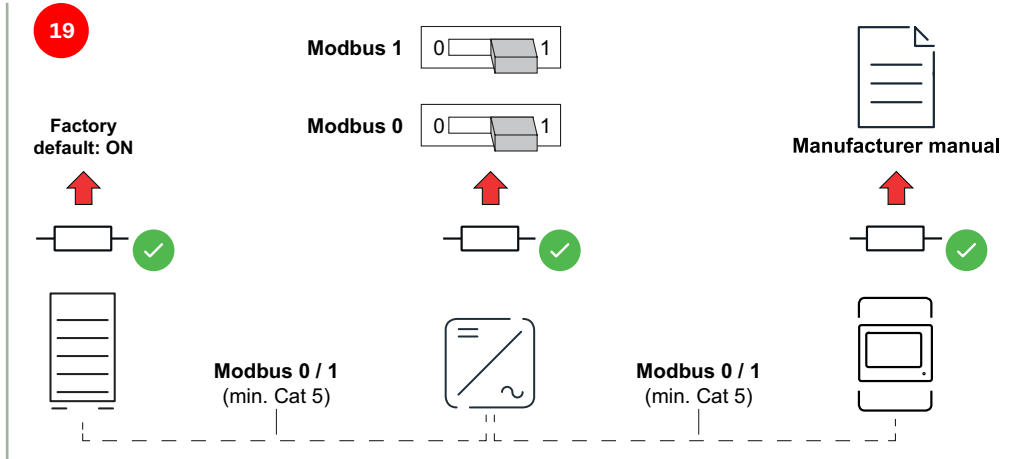 19
Modbus 1
0 1
Modbus 0
0 1
Factory
default: ON
Manufacturer manual
Modbus 0 / 1
(min. Cat 5)
Modbus 0 / 1
(min. Cat 5)